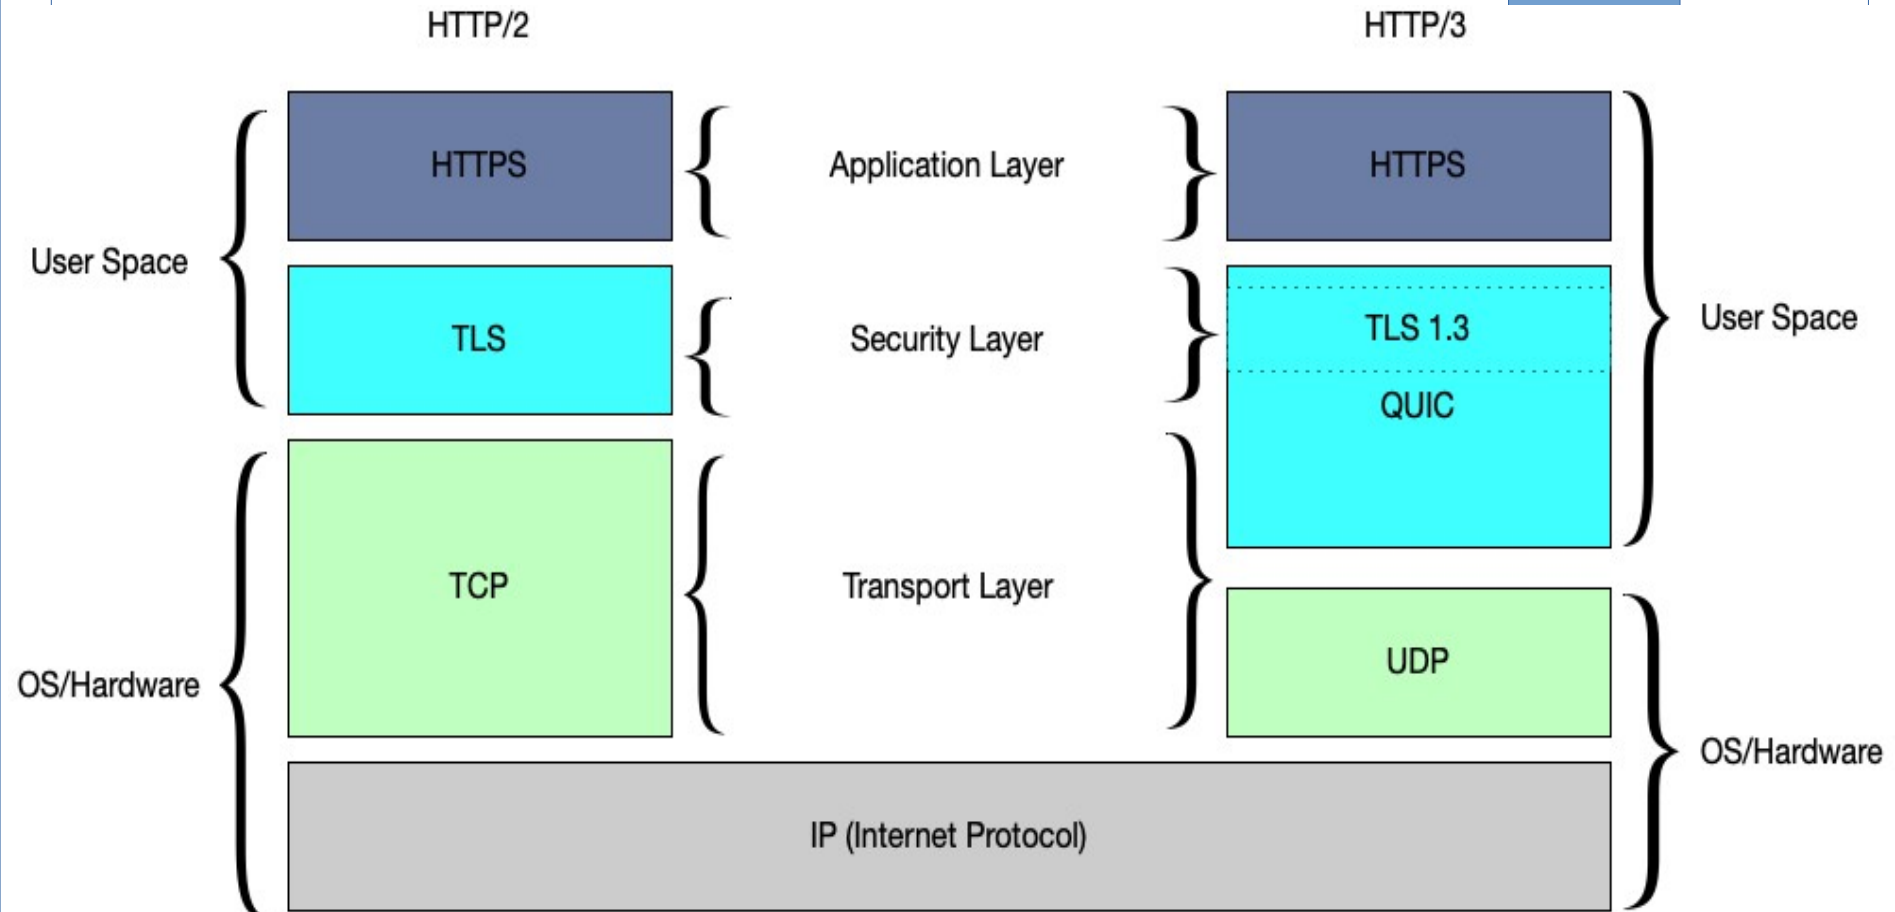 HTTP/2
HTTP/3
HTTPS
Application Layer
HTTPS
User Space
TLS
Security Layer
TLS 1.3
User Space
QUIC
TCP
Transport Layer
UDP
OS/Hardware
OS/Hardware
IP (Internet Protocol)